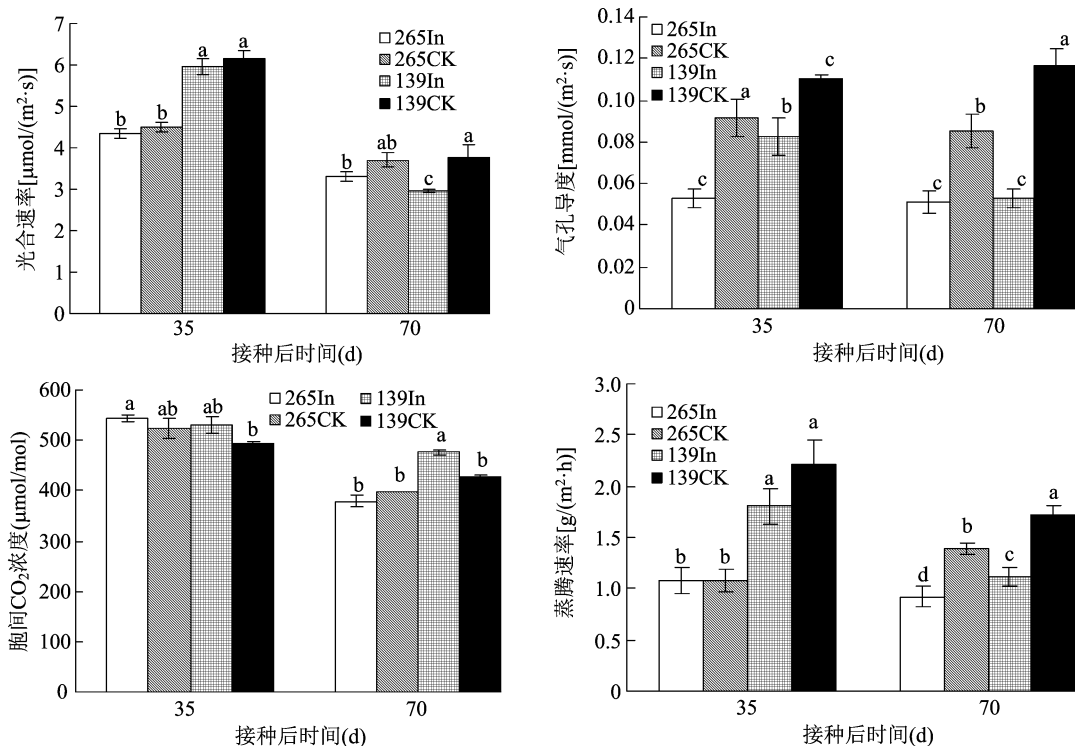 光合速率[μmol/(m²·s)]
7
6
5
4
3
2
1
0
265In
265CK
139In
139CK
b
b
a
a
b
ab
c
a
35
70
接种后时间(d)
气孔导度[mmol/(m²·s)]
0.14
0.12
0.10
0.08
0.06
0.04
0.02
0
265In
265CK
139In
139CK
c
a
b
c
c
b
c
a
35
70
接种后时间(d)
胞间CO₂浓度(μmol/mol)
600
500
400
300
200
100
0
265In
139In
265CK
139CK
a
ab
ab
b
b
b
a
b
35
70
接种后时间(d)
蒸腾速率[g/(m²·h)]
3.0
2.5
2.0
1.5
1.0
0.5
0
265In
265CK
139In
139CK
b
b
a
a
d
b
c
a
35
70
接种后时间(d)